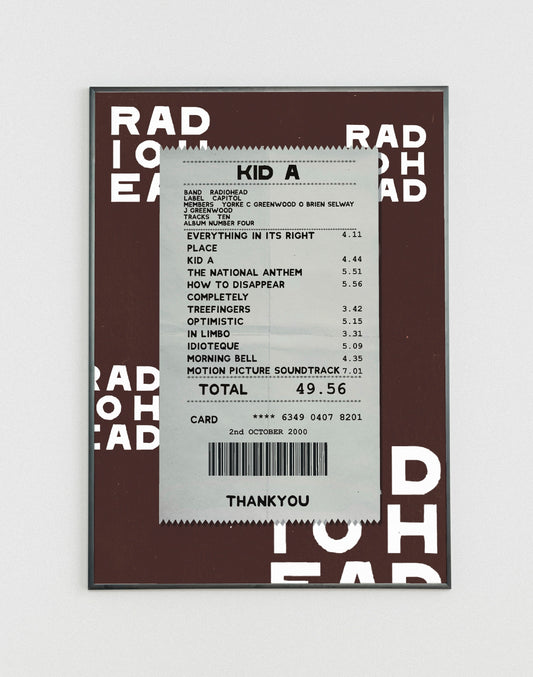 RAD
IOH
EAD
RAD
OH
AD
KID A
BAND RADIOHEAD
LABEL CAPITOL
MEMBERS YORKE C GREENWOOD O BRIEN SELWAY
J GREENWOOD
TRACKS TEN
ALBUM NUMBER FOUR
EVERYTHING IN ITS RIGHT 4.11
PLACE
KID A 4.44
THE NATIONAL ANTHEM 5.51
HOW TO DISAPPEAR 5.56
COMPLETELY
TREEFINGERS 3.42
OPTIMISTIC 5.15
IN LIMBO 3.31
IDIOTEQUE 5.09
MORNING BELL 4.35
MOTION PICTURE SOUNDTRACK 7.01
TOTAL 49.56
CARD **** 6349 0407 8201
2nd OCTOBER 2000
THANKYOU
RAD
IOH
EAD
D
IOH
EAD